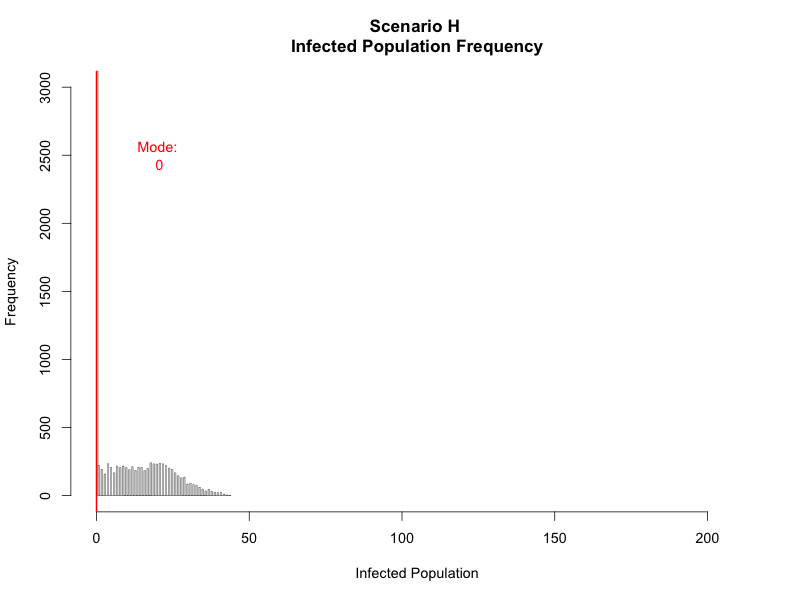 Scenario H
Infected Population Frequency
3000
2500
2000
1500
1000
500
0
Frequency
Mode:
0
0
50
100
150
200
Infected Population